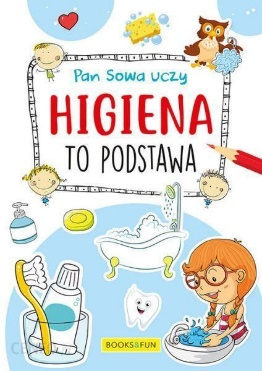 Pan Sowa uczy
HIGIENA
TO PODSTAWA
BOOKS&FUN